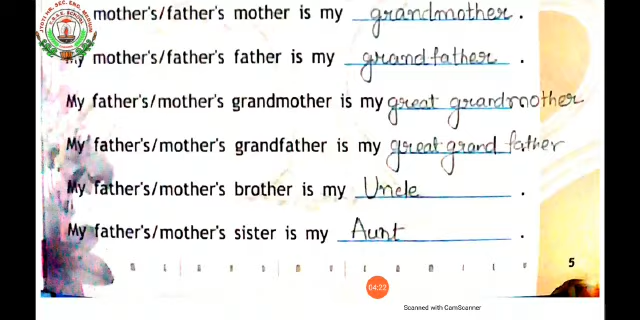 mother's/father's mother is my grandmother.
My mother's/father's father is my grandfather.
My father's/mother's grandmother is my great grandmother
My father's/mother's grandfather is my great grand father
My father's/mother's brother is my Uncle.
My father's/mother's sister is my Aunt.
5
04:22
Scanned with CamScanner